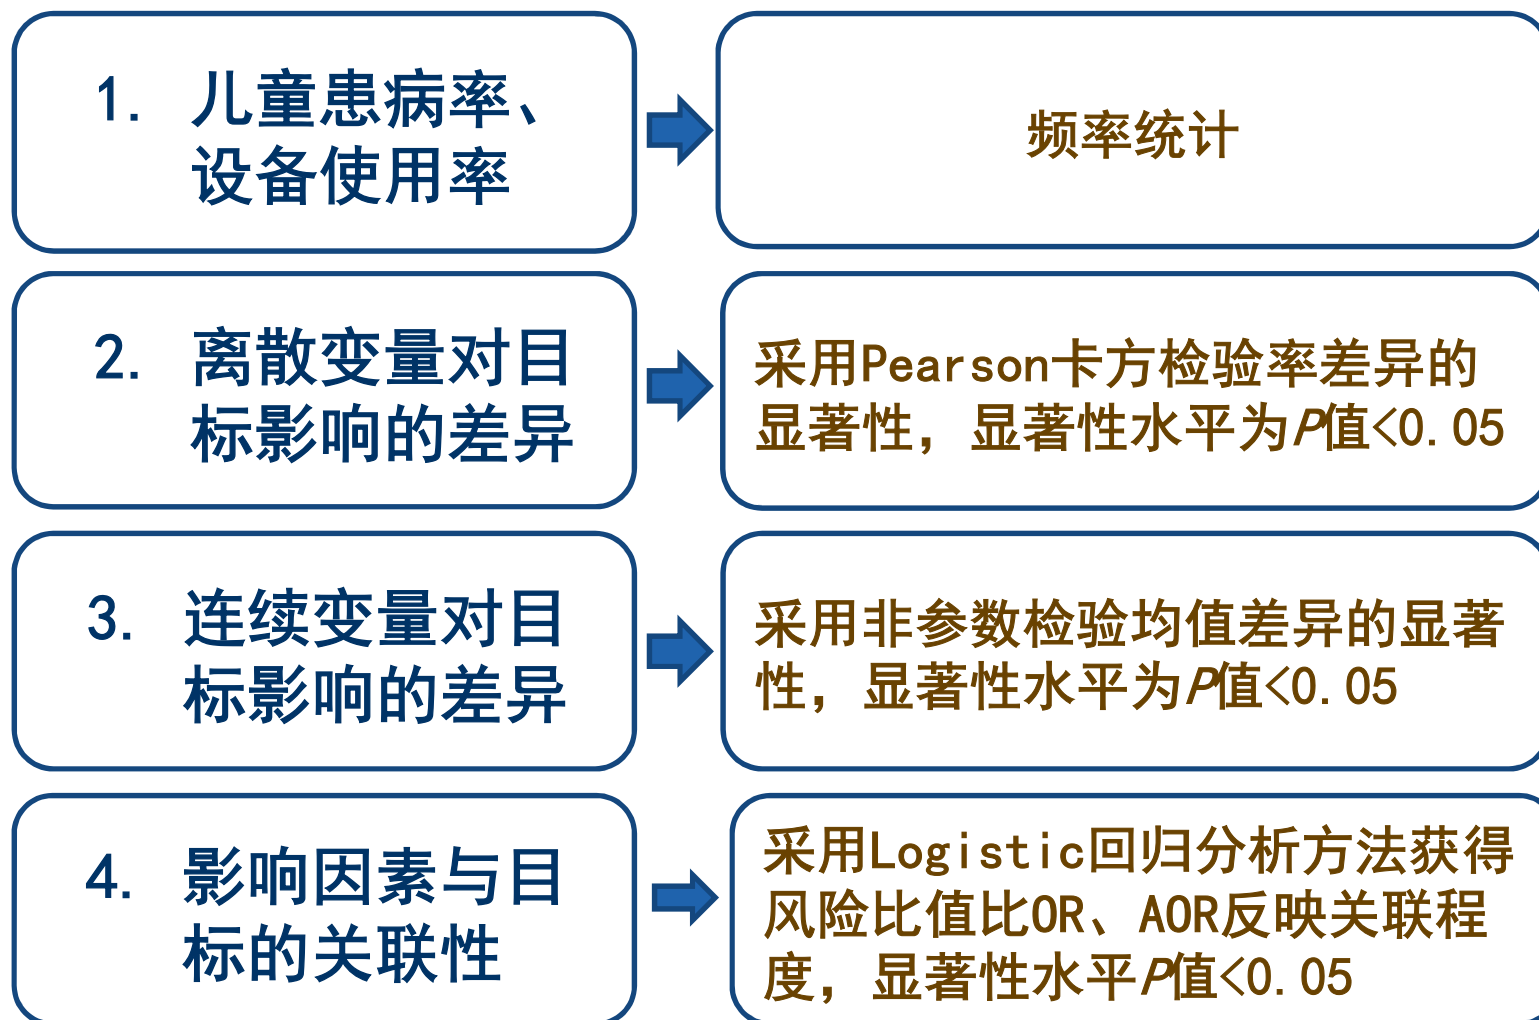 1. 儿童患病率、
设备使用率
频率统计
2. 离散变量对目
标影响的差异
采用Pearson卡方检验率差异的
显著性，显著性水平为P值<0.05
3. 连续变量对目
标影响的差异
采用非参数检验均值差异的显著
性，显著性水平为P值<0.05
4. 影响因素与目
标的关联性
采用Logistic回归分析方法获得
风险比值比OR、AOR反映关联程
度，显著性水平P值<0.05